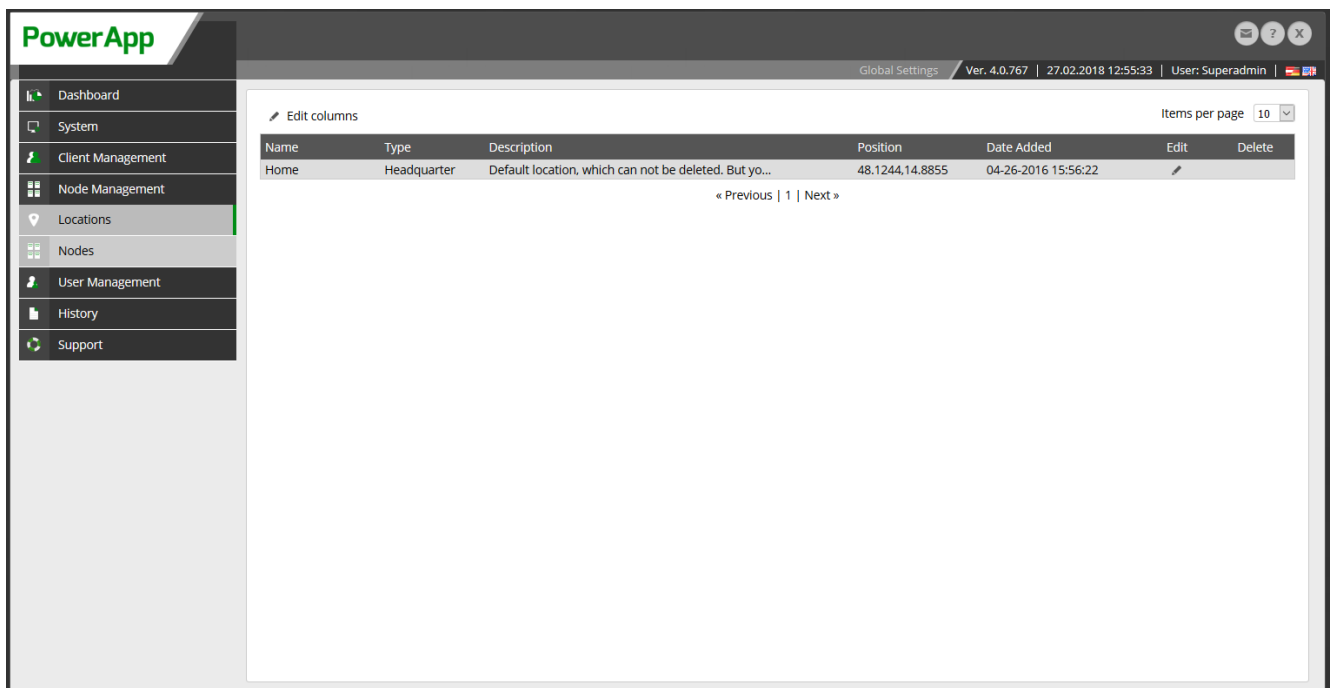 PowerApp
?
X
Global Settings
Ver. 4.0.767 | 27.02.2018 12:55:33 | User: Superadmin |
Dashboard
System
Client Management
Node Management
Locations
Nodes
User Management
History
Support
Edit columns
Items per page 10
Name Type Description Position Date Added Edit Delete
Home Headquarter Default location, which can not be deleted. But yo... 48.1244,14.8855 04-26-2016 15:56:22
« Previous | 1 | Next »